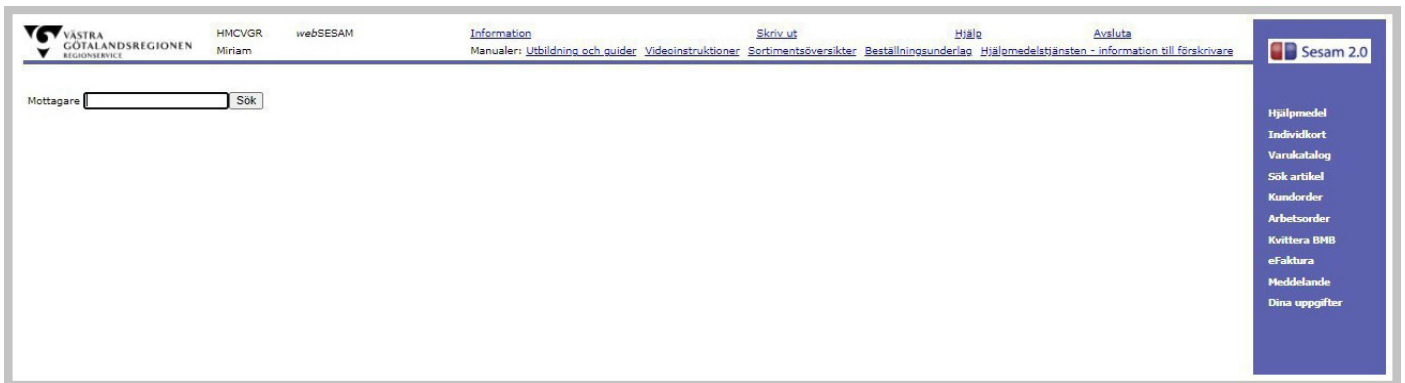 VÄSTRA
GÖTALANDSREGIONEN
REGIONSERVICE
HMCVGR webSESAM
Miriam
Information Skriv ut Hjälp Avsluta
Manualer: Utbildning och guider Videoinstruktioner Sortimentsöversikter Beställningsunderlag Hjälpmedelstjänsten - information till förskrivare
Sesam 2.0
Mottagare Sök
Hjälpmedel
Individkort
Varukatalog
Sök artikel
Kundorder
Arbetsorder
Kvittera BMB
eFaktura
Meddelande
Dina uppgifter